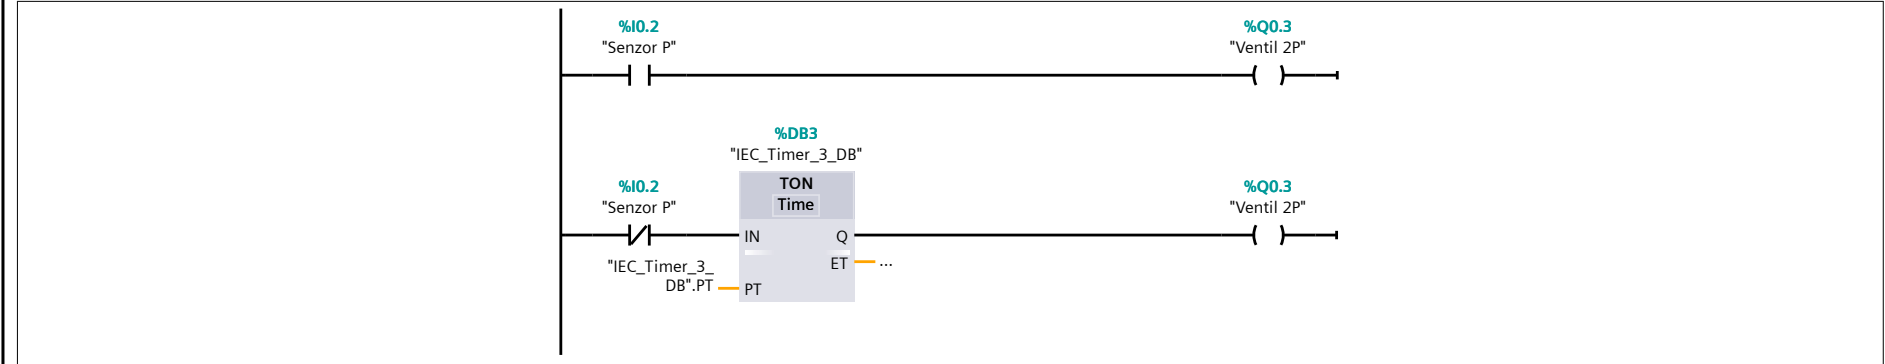 %I0.2
"Senzor P"
%Q0.3
"Ventil 2P"
%DB3
"IEC_Timer_3_DB"
TON
Time
%I0.2
"Senzor P"
%Q0.3
"Ventil 2P"
IN
Q
ET
...
"IEC_Timer_3_
DB".PT
PT